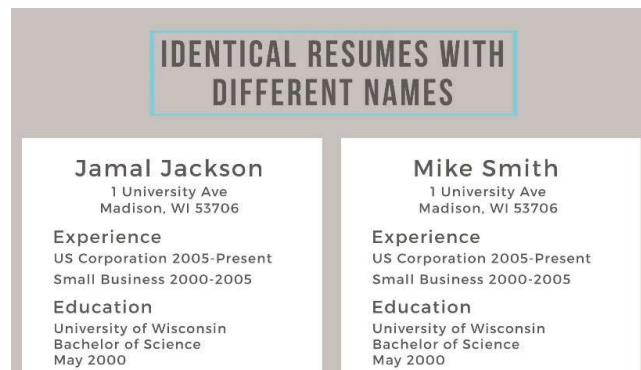 IDENTICAL RESUMES WITH
DIFFERENT NAMES
Jamal Jackson
1 University Ave
Madison, WI 53706
Experience
US Corporation 2005-Present
Small Business 2000-2005
Education
University of Wisconsin
Bachelor of Science
May 2000
Mike Smith
1 University Ave
Madison, WI 53706
Experience
US Corporation 2005-Present
Small Business 2000-2005
Education
University of Wisconsin
Bachelor of Science
May 2000